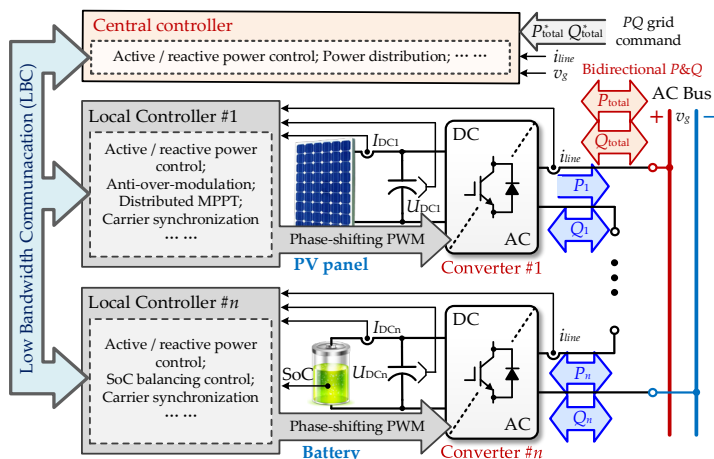 Central controller
Active / reactive power control; Power distribution; ··· ···
P*total Q*total
PQ grid
command
iline
vg
Low Bandwidth Communacation (LBC)
Bidirectional P&Q
Ptotal
Qtotal
AC Bus
+ vg −
Local Controller #1
Active / reactive power
control;
Anti-over-modulation;
Distributed MPPT;
Carrier synchronization
··· ···
IDC1
UDC1
DC
AC
iline
P1
Q1
Phase-shifting PWM
PV panel
Converter #1
Local Controller #n
Active / reactive power
control;
SoC balancing control;
Carrier synchronization
··· ···
SoC
IDCn
UDCn
DC
AC
iline
Pn
Qn
Phase-shifting PWM
Battery
Converter #n